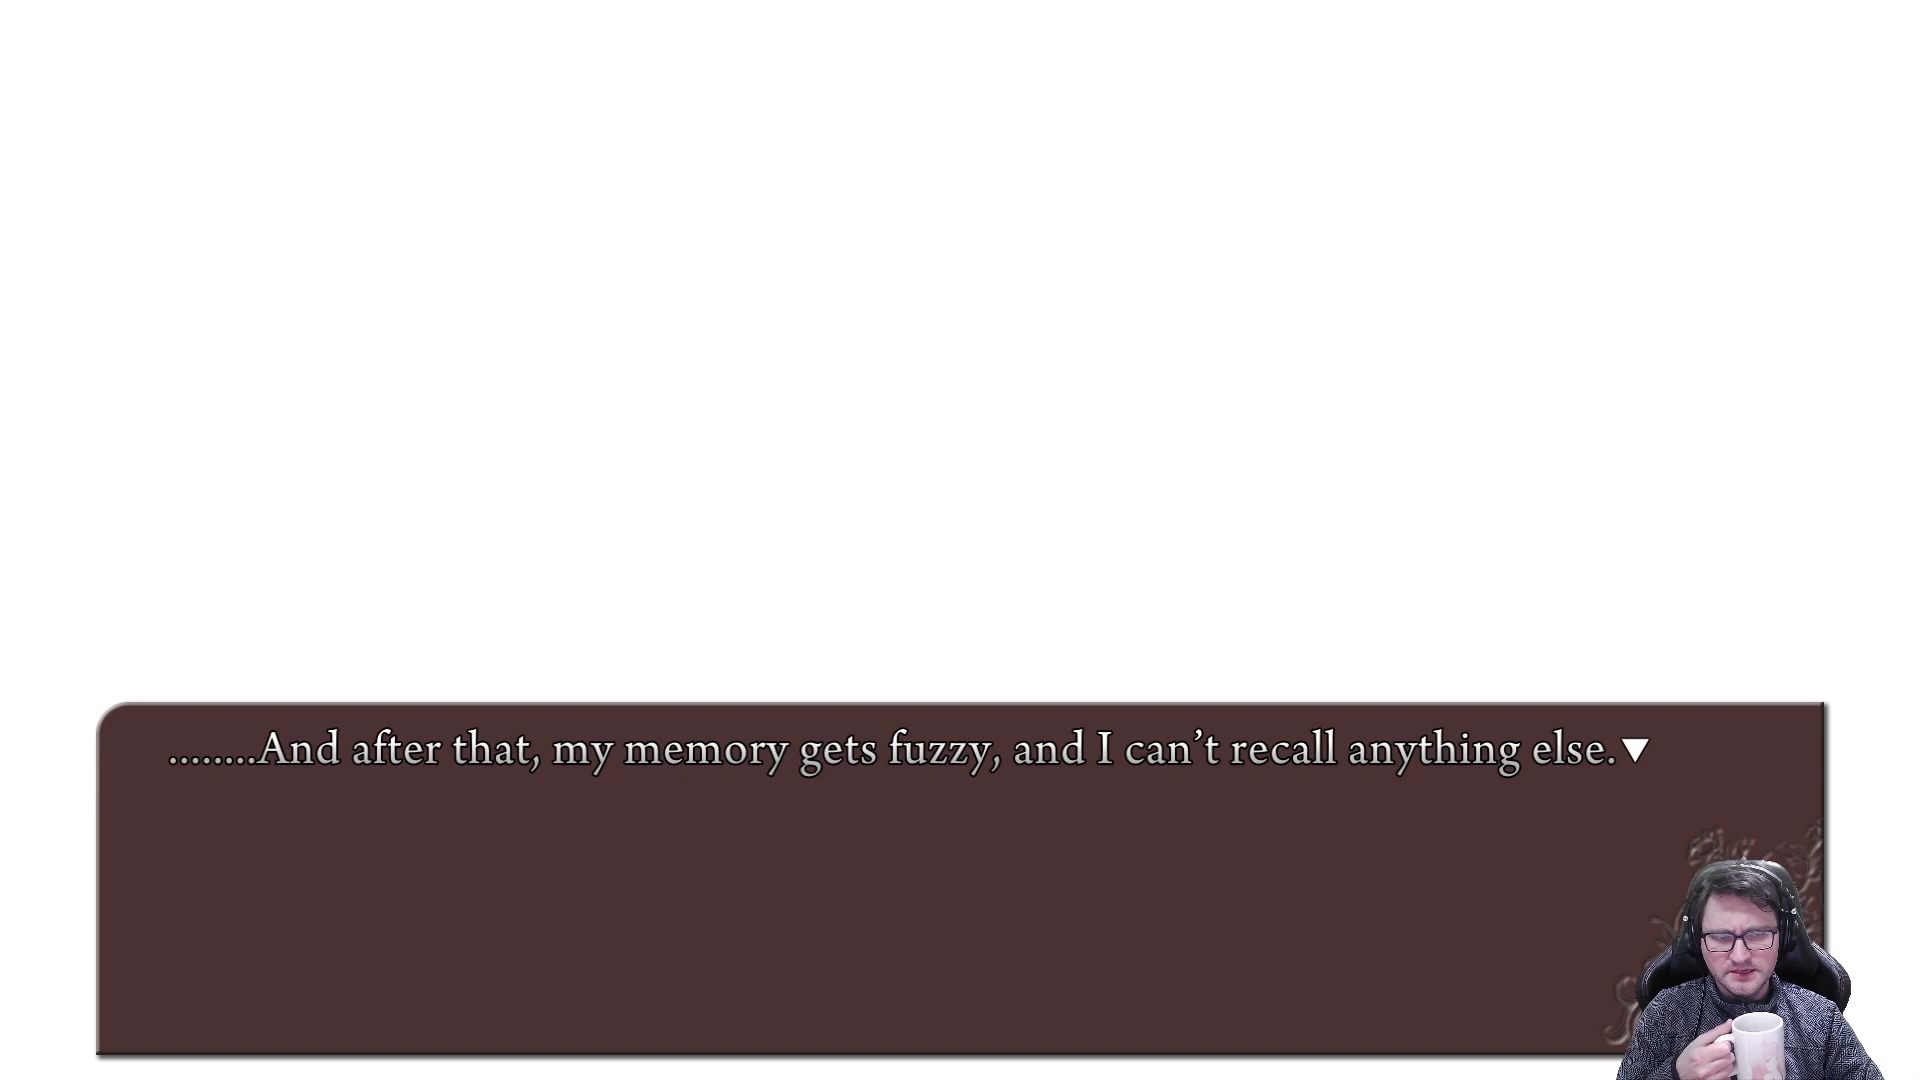 ........And after that, my memory gets fuzzy, and I can’t recall anything else.